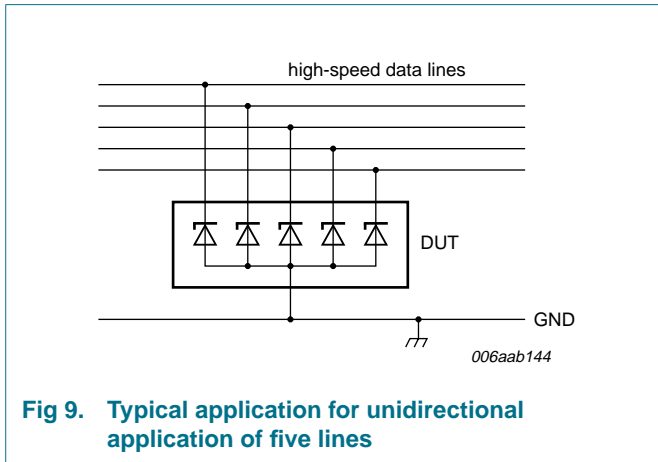 high-speed data lines
DUT
GND
006aab144
Fig 9. Typical application for unidirectional
application of five lines